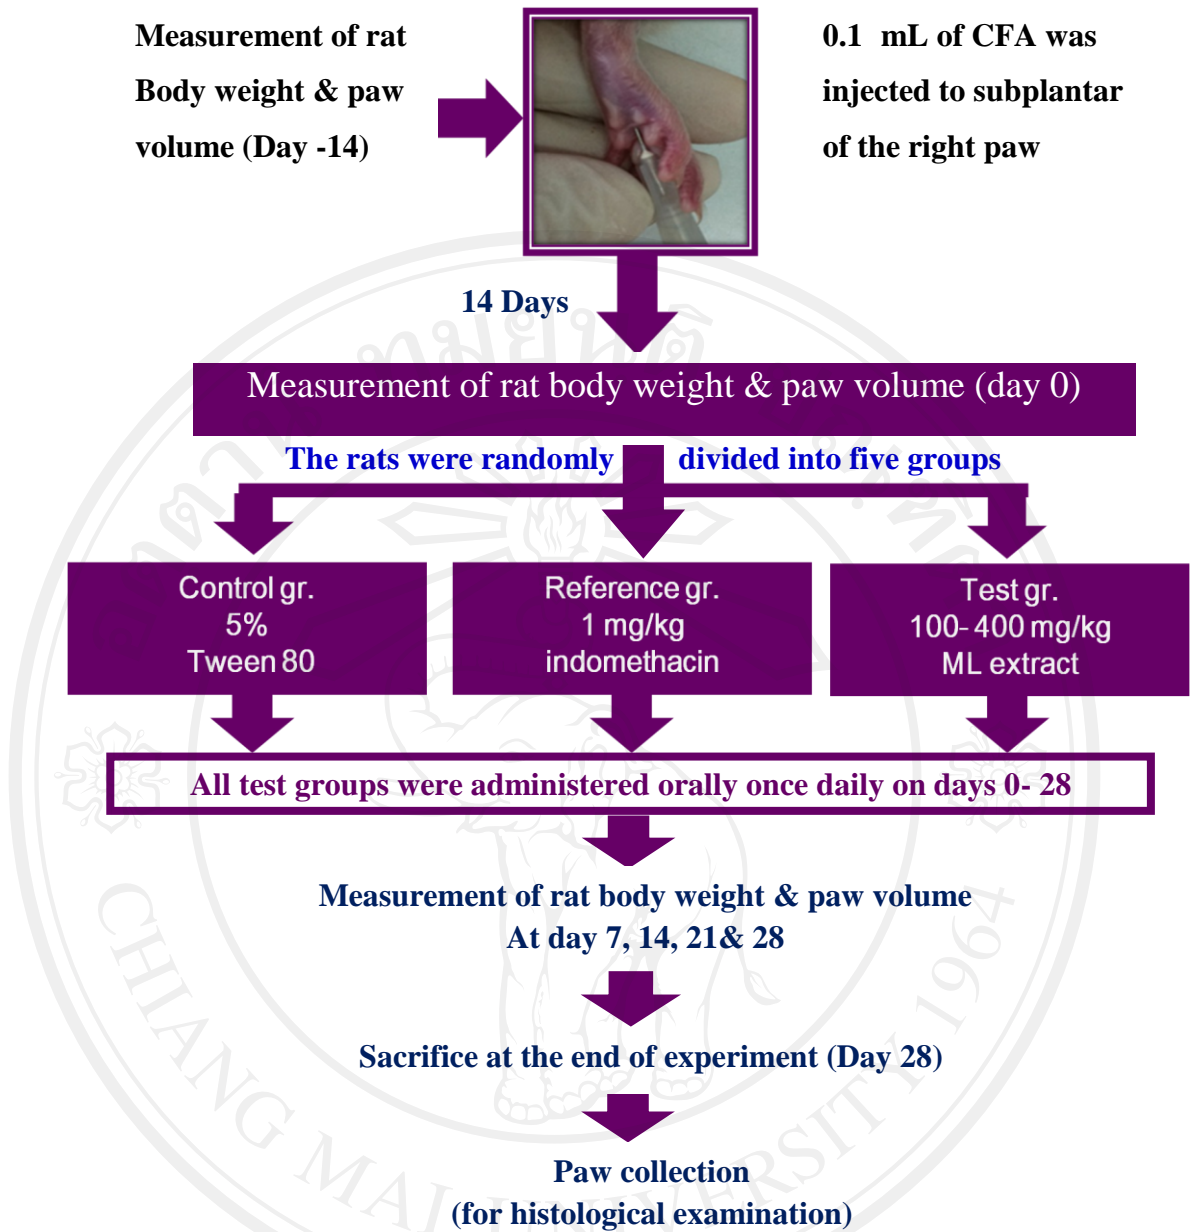 Measurement of rat
Body weight & paw
volume (Day -14)
0.1 mL of CFA was
injected to subplantar
of the right paw
14 Days
Measurement of rat body weight & paw volume (day 0)
The rats were randomly divided into five groups
Control gr.
5%
Tween 80
Reference gr.
1 mg/kg
indomethacin
Test gr.
100- 400 mg/kg
ML extract
All test groups were administered orally once daily on days 0- 28
Measurement of rat body weight & paw volume
At day 7, 14, 21& 28
Sacrifice at the end of experiment (Day 28)
Paw collection
(for histological examination)
CHIANG MAI UNIVERSITY 1964